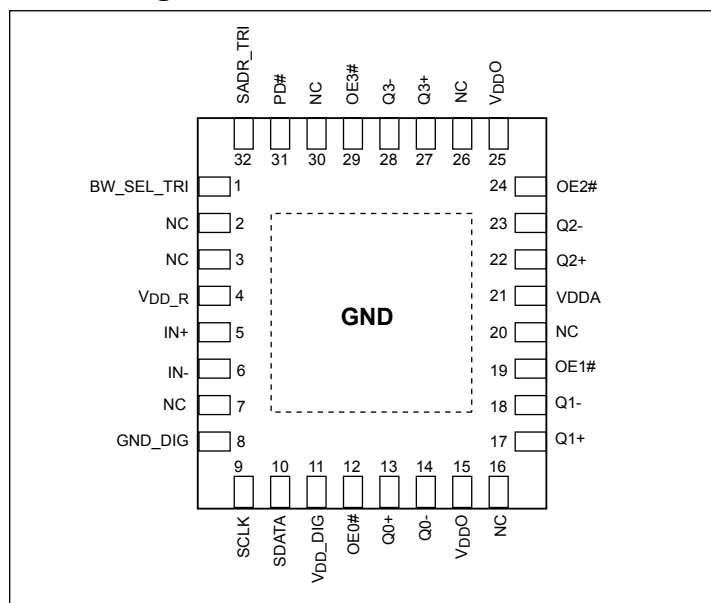 SADR_TRI
PD#
NC
OE3#
Q3-
Q3+
NC
VDDO
32 31 30 29 28 27 26 25
BW_SEL_TRI 1
NC 2
NC 3
VDD_R 4
IN+ 5
IN- 6
NC 7
GND_DIG 8
GND
24 OE2#
23 Q2-
22 Q2+
21 VDDA
20 NC
19 OE1#
18 Q1-
17 Q1+
9 10 11 12 13 14 15 16
SCLK
SDATA
VDD_DIG
OE0#
Q0+
Q0-
VDDO
NC